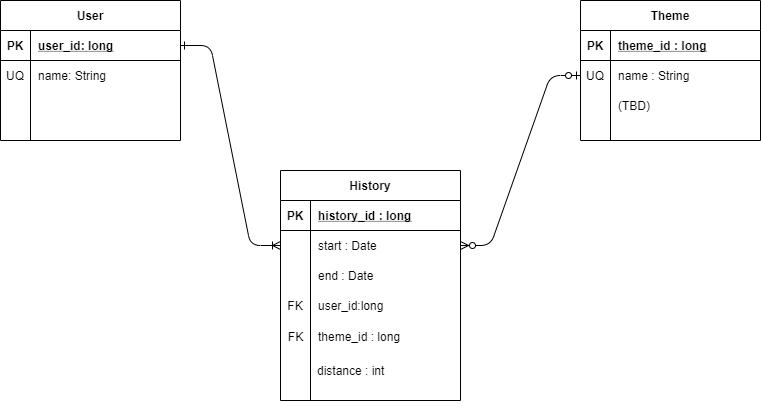 User
PK user_id: long
UQ name: String
Theme
PK theme_id : long
UQ name : String
(TBD)
History
PK history_id : long
start : Date
end : Date
FK user_id:long
FK theme_id : long
distance : int